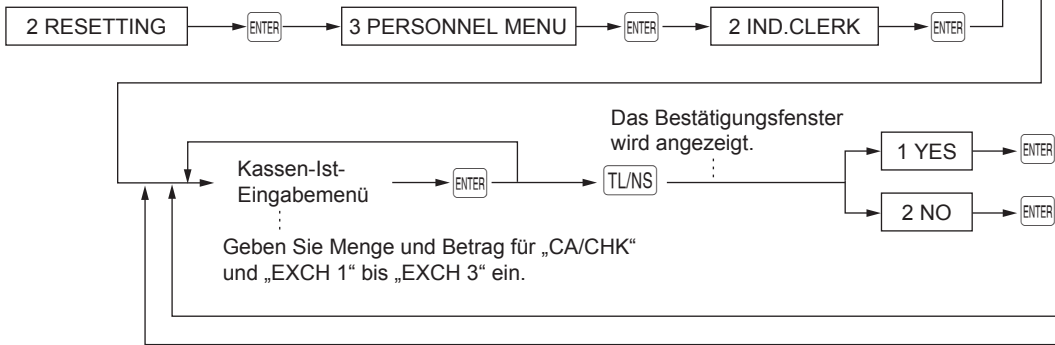 2 RESETTING ENTER 3 PERSONNEL MENU ENTER 2 IND.CLERK ENTER
Das Bestätigungsfenster
wird angezeigt.
Kassen-Ist-
Eingabemenü
ENTER
TL/NS
1 YES ENTER
2 NO ENTER
Geben Sie Menge und Betrag für „CA/CHK“
und „EXCH 1“ bis „EXCH 3“ ein.